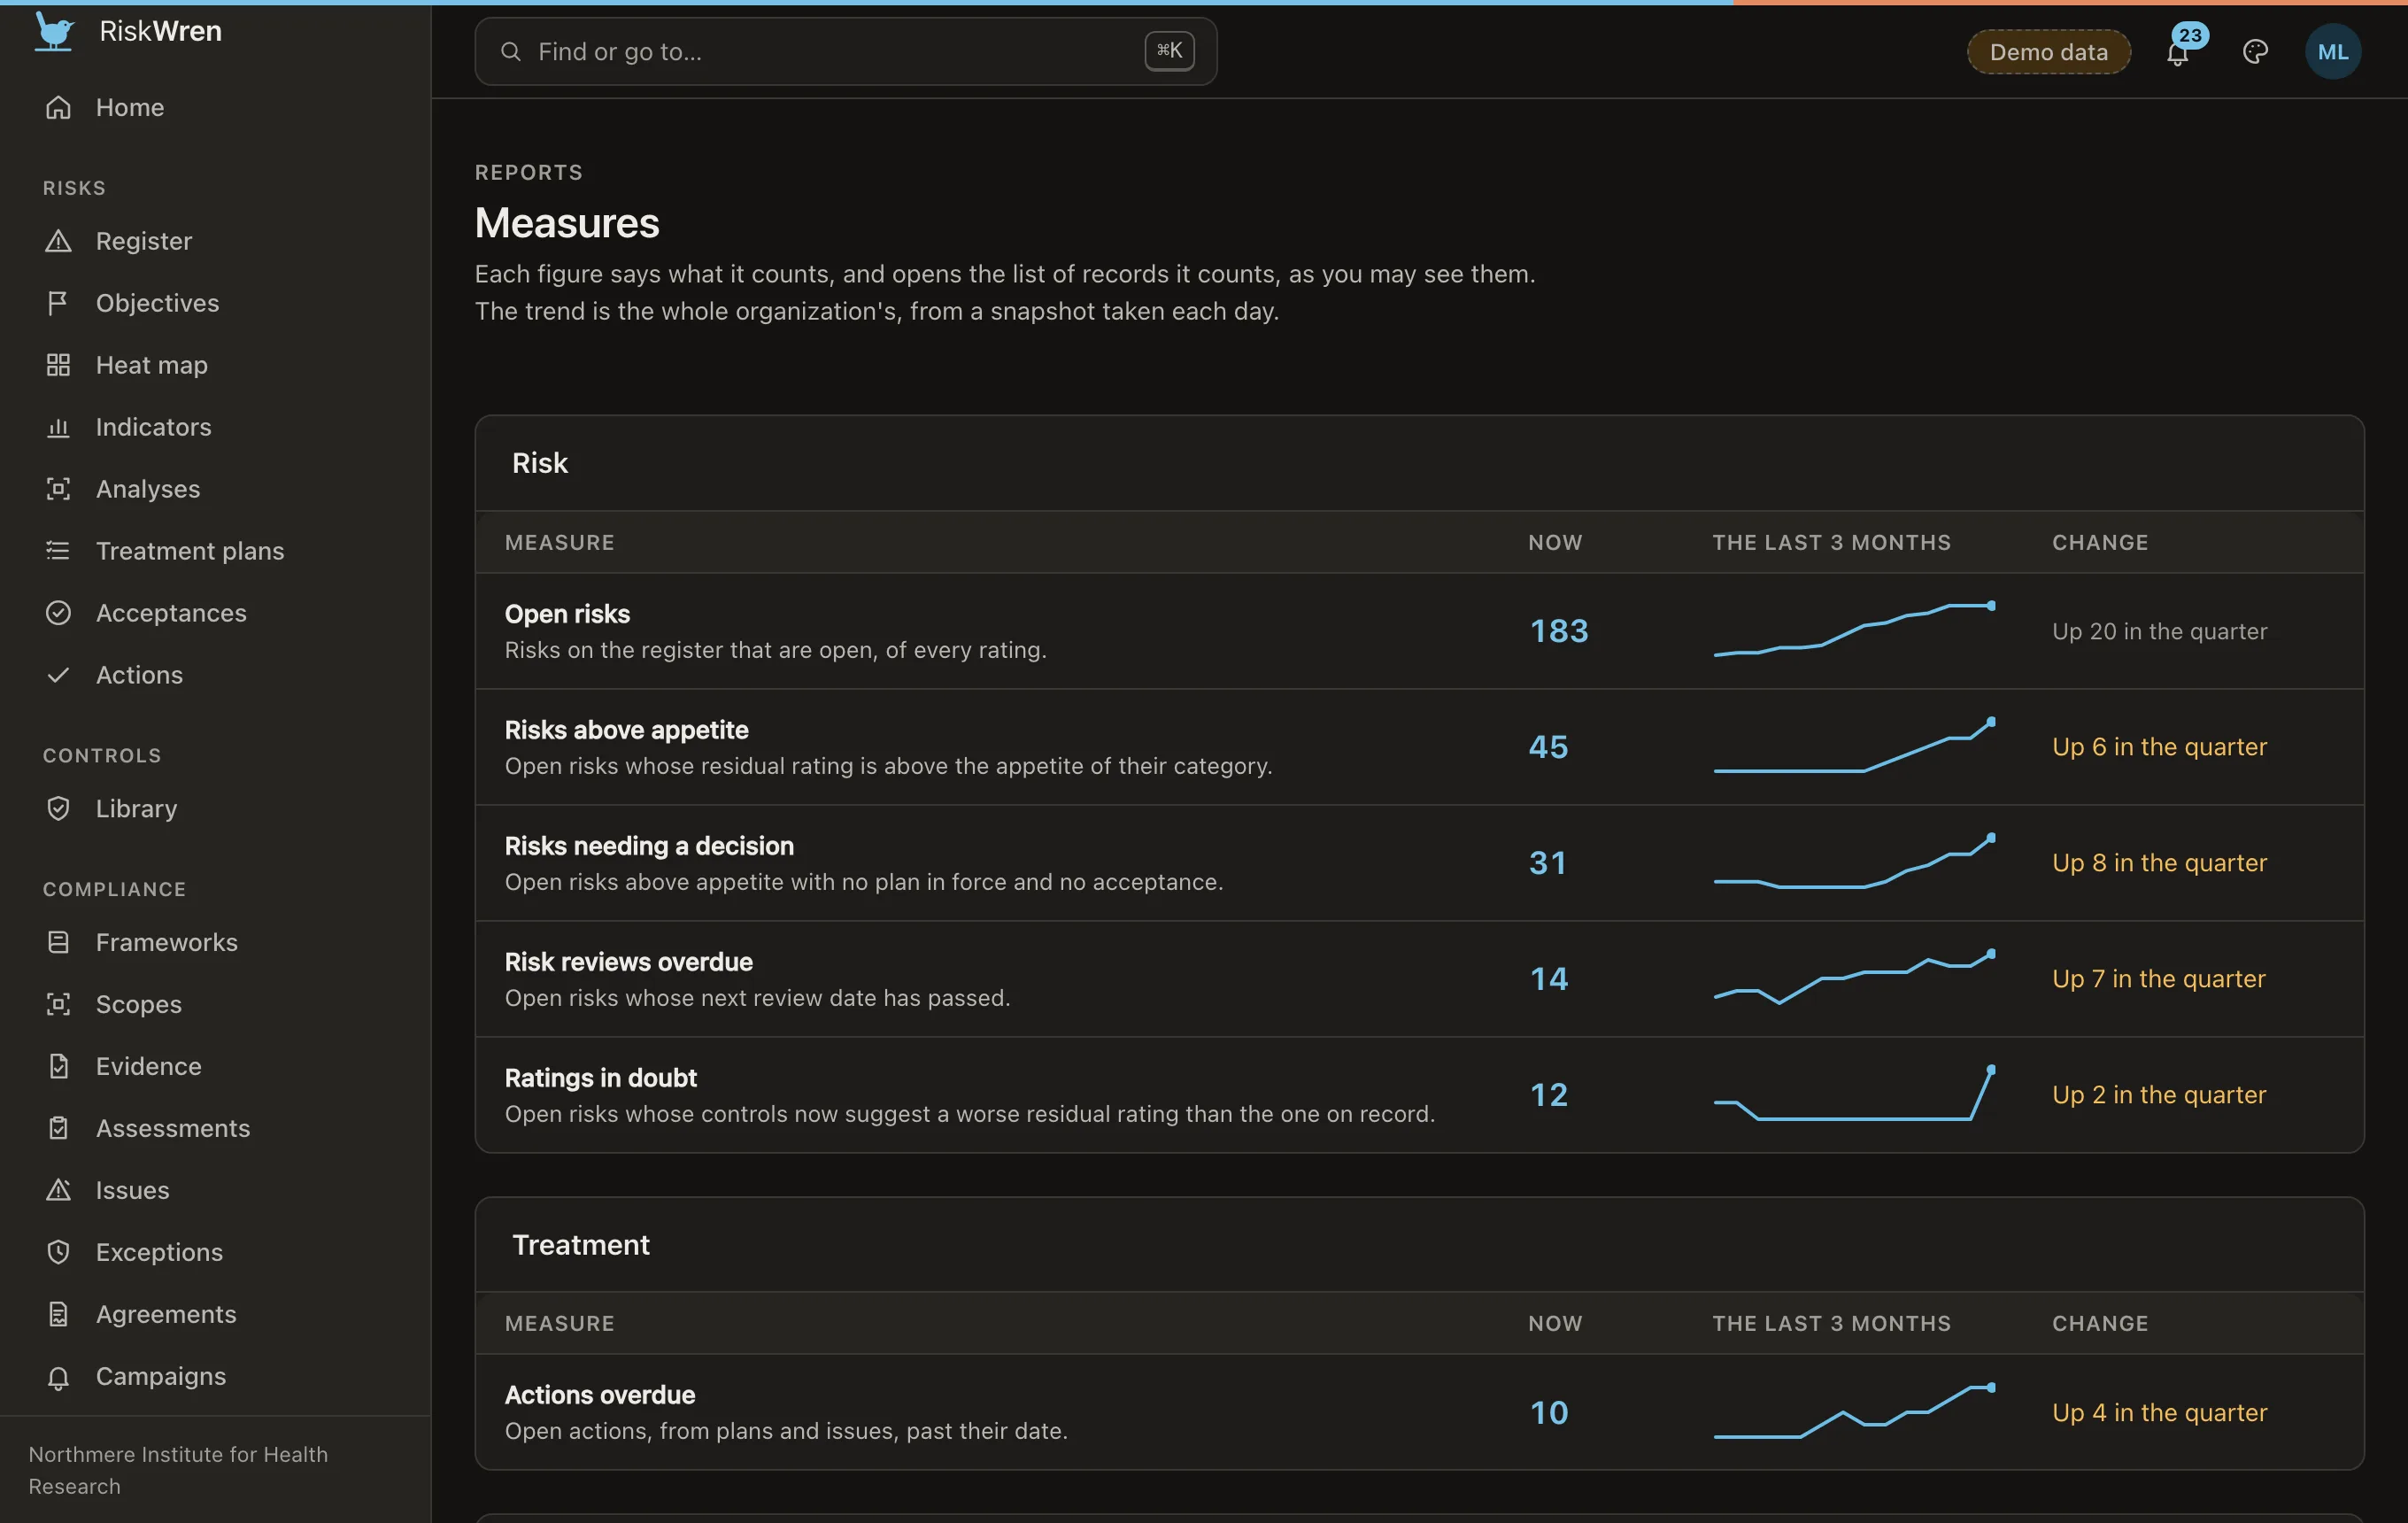 RiskWren
Find or go to...
⌘K
Demo data
23
ML
Home
RISKS
Register
Objectives
Heat map
Indicators
Analyses
Treatment plans
Acceptances
Actions
CONTROLS
Library
COMPLIANCE
Frameworks
Scopes
Evidence
Assessments
Issues
Exceptions
Agreements
Campaigns
Northmere Institute for Health
Research
REPORTS
Measures
Each figure says what it counts, and opens the list of records it counts, as you may see them.
The trend is the whole organization's, from a snapshot taken each day.
Risk
MEASURE NOW THE LAST 3 MONTHS CHANGE
Open risks
Risks on the register that are open, of every rating.
183 Up 20 in the quarter
Risks above appetite
Open risks whose residual rating is above the appetite of their category.
45 Up 6 in the quarter
Risks needing a decision
Open risks above appetite with no plan in force and no acceptance.
31 Up 8 in the quarter
Risk reviews overdue
Open risks whose next review date has passed.
14 Up 7 in the quarter
Ratings in doubt
Open risks whose controls now suggest a worse residual rating than the one on record.
12 Up 2 in the quarter
Treatment
MEASURE NOW THE LAST 3 MONTHS CHANGE
Actions overdue
Open actions, from plans and issues, past their date.
10 Up 4 in the quarter